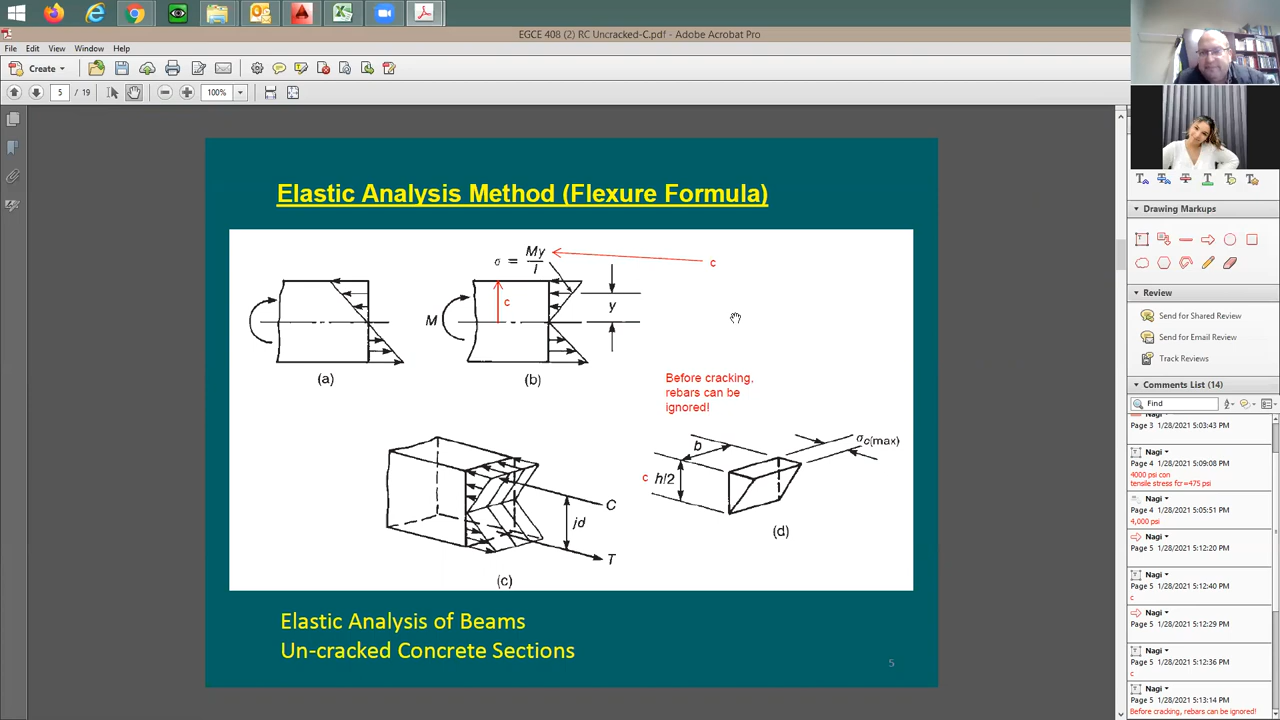 EGCE 408 (2) RC Uncracked-C.pdf - Adobe Acrobat Pro
File Edit View Window Help
Create
5 / 19
100%
Elastic Analysis Method (Flexure Formula)
σ = My/I
c
c
y
M
(a)
(b)
Before cracking,
rebars can be
ignored!
b
σc(max)
c h/2
C
jd
T
(c)
(d)
Elastic Analysis of Beams
Un-cracked Concrete Sections
5
Drawing Markups
Review
Send for Shared Review
Send for Email Review
Track Reviews
Comments List (14)
Find
Page 3 1/28/2021 5:03:43 PM
Nagi
Page 4 1/28/2021 5:09:08 PM
4000 psi con
tensile stress fcr=475 psi
Nagi
Page 4 1/28/2021 5:05:51 PM
4,000 psi
Nagi
Page 5 1/28/2021 5:12:20 PM
Nagi
Page 5 1/28/2021 5:12:40 PM
c
Nagi
Page 5 1/28/2021 5:12:29 PM
Nagi
Page 5 1/28/2021 5:12:36 PM
c
Nagi
Page 5 1/28/2021 5:13:14 PM
Before cracking, rebars can be ignored!